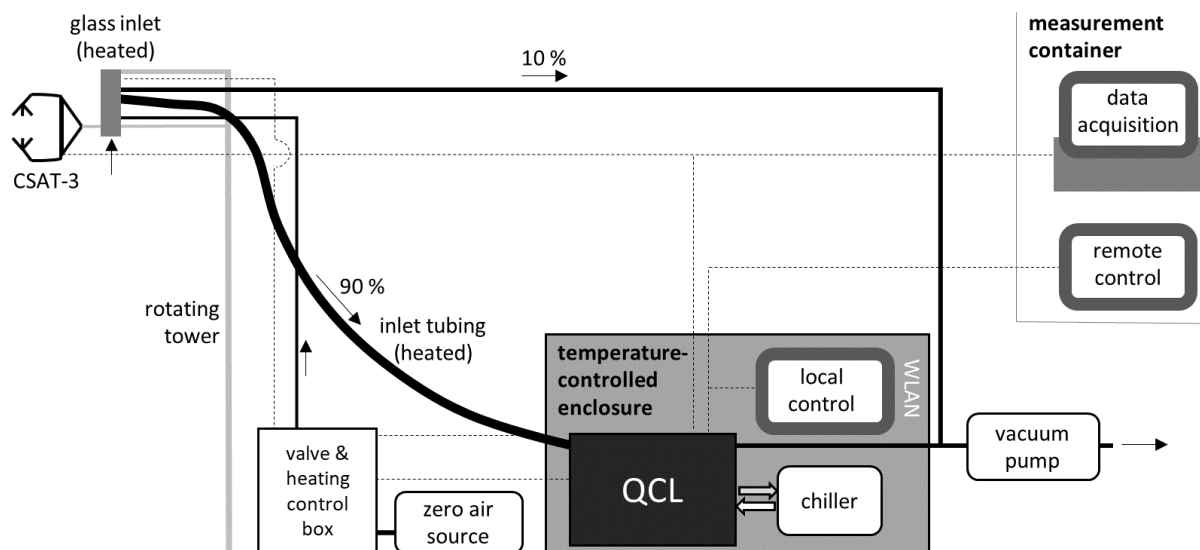 glass inlet
(heated)
CSAT-3
10 %
measurement
container
data
acquisition
remote
control
90 %
inlet tubing
(heated)
rotating
tower
temperature-
controlled
enclosure
local
control
WLAN
vacuum
pump
valve &
heating
control
box
zero air
source
QCL
chiller